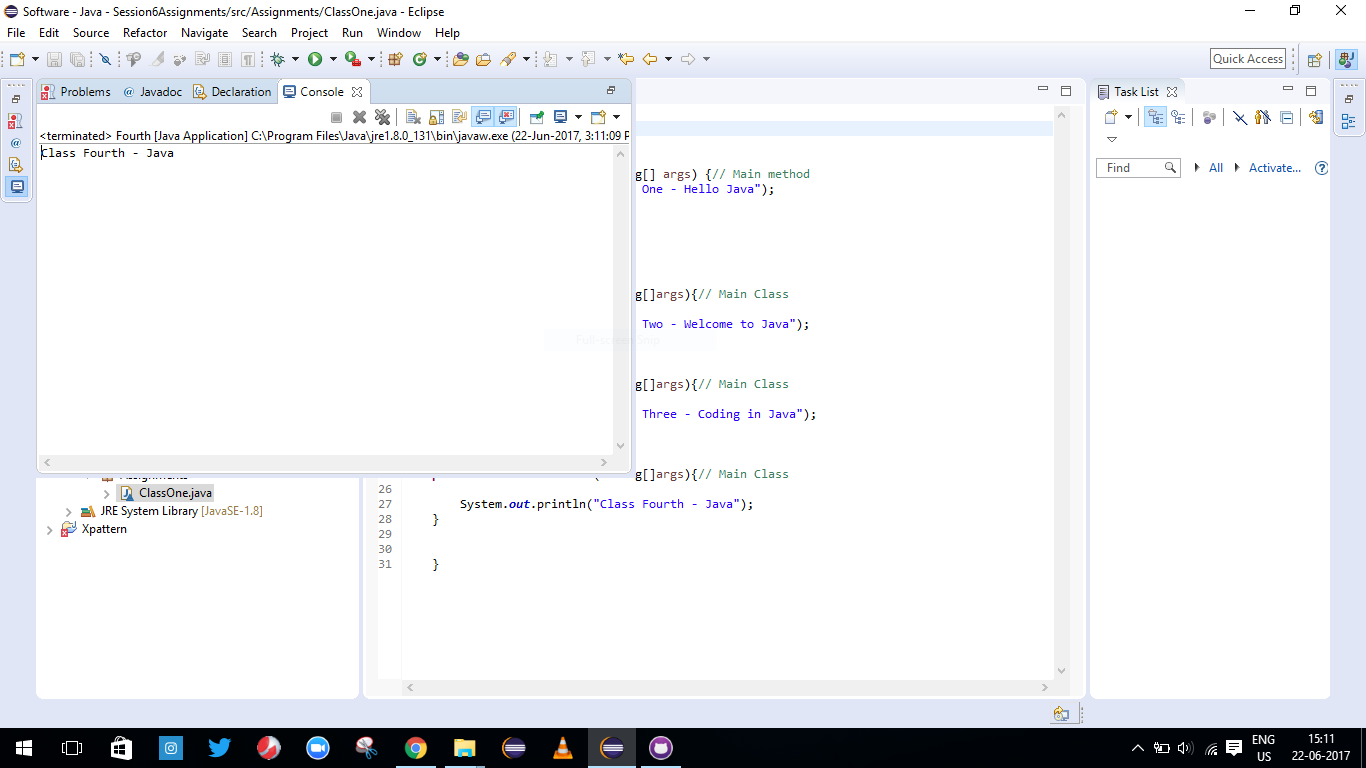 Software - Java - Session6Assignments/src/Assignments/ClassOne.java - Eclipse
File Edit Source Refactor Navigate Search Project Run Window Help
Quick Access
Problems @ Javadoc Declaration Console
<terminated> Fourth [Java Application] C:\Program Files\Java\jre1.8.0_131\bin\javaw.exe (22-Jun-2017, 3:11:09 P
Class Fourth - Java
g[] args) {// Main method
One - Hello Java");
g[]args){// Main Class
Two - Welcome to Java");
g[]args){// Main Class
Three - Coding in Java");
g[]args){// Main Class
26
27 System.out.println("Class Fourth - Java");
28 }
29
30
31 }
Task List
Find All Activate...
Assignments
ClassOne.java
JRE System Library [JavaSE-1.8]
Xpattern
ENG
US
15:11
22-06-2017